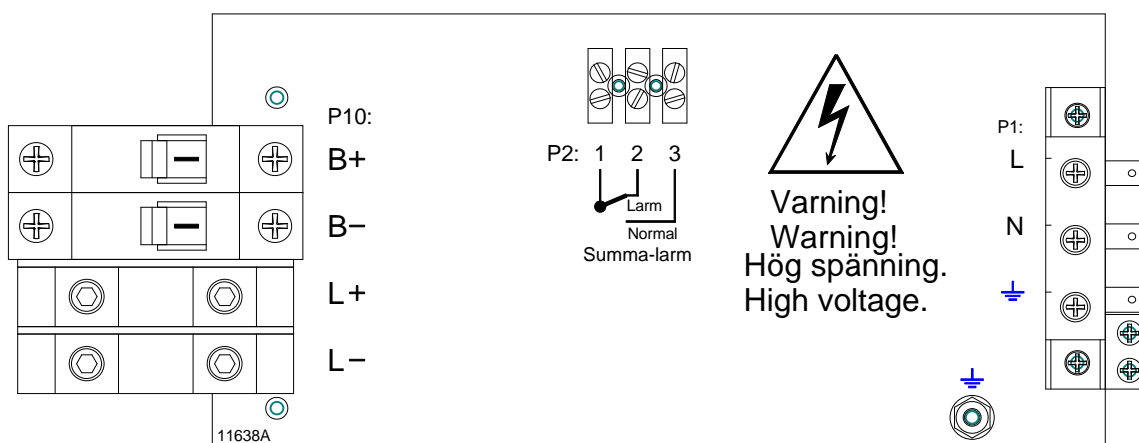 P10:
B+
B−
L+
L−
11638A
P2: 1 2 3
Larm
Normal
Summa-larm
Varning!
Warning!
Hög spänning.
High voltage.
P1:
L
N